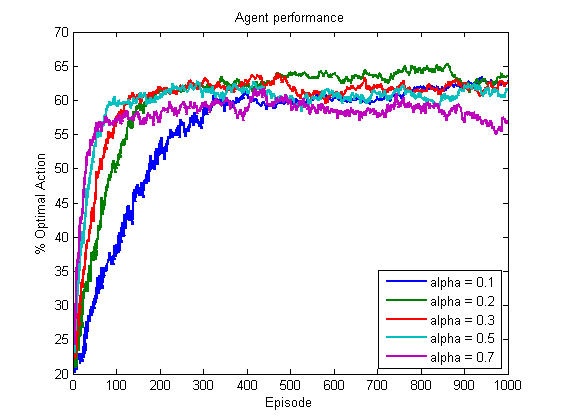 Agent performance
70
65
60
55
50
45
40
35
30
25
20
% Optimal Action
0 100 200 300 400 500 600 700 800 900 1000
Episode
alpha = 0.1
alpha = 0.2
alpha = 0.3
alpha = 0.5
alpha = 0.7